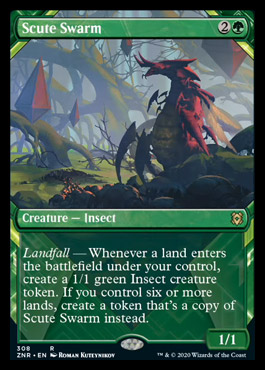 Scute Swarm 2
Creature — Insect
Landfall — Whenever a land enters
the battlefield under your control,
create a 1/1 green Insect creature
token. If you control six or more
lands, create a token that's a copy of
Scute Swarm instead.
1/1
308 R
ZNR • EN ROMAN KUTEYNIKOV
™ & © 2020 Wizards of the Coast